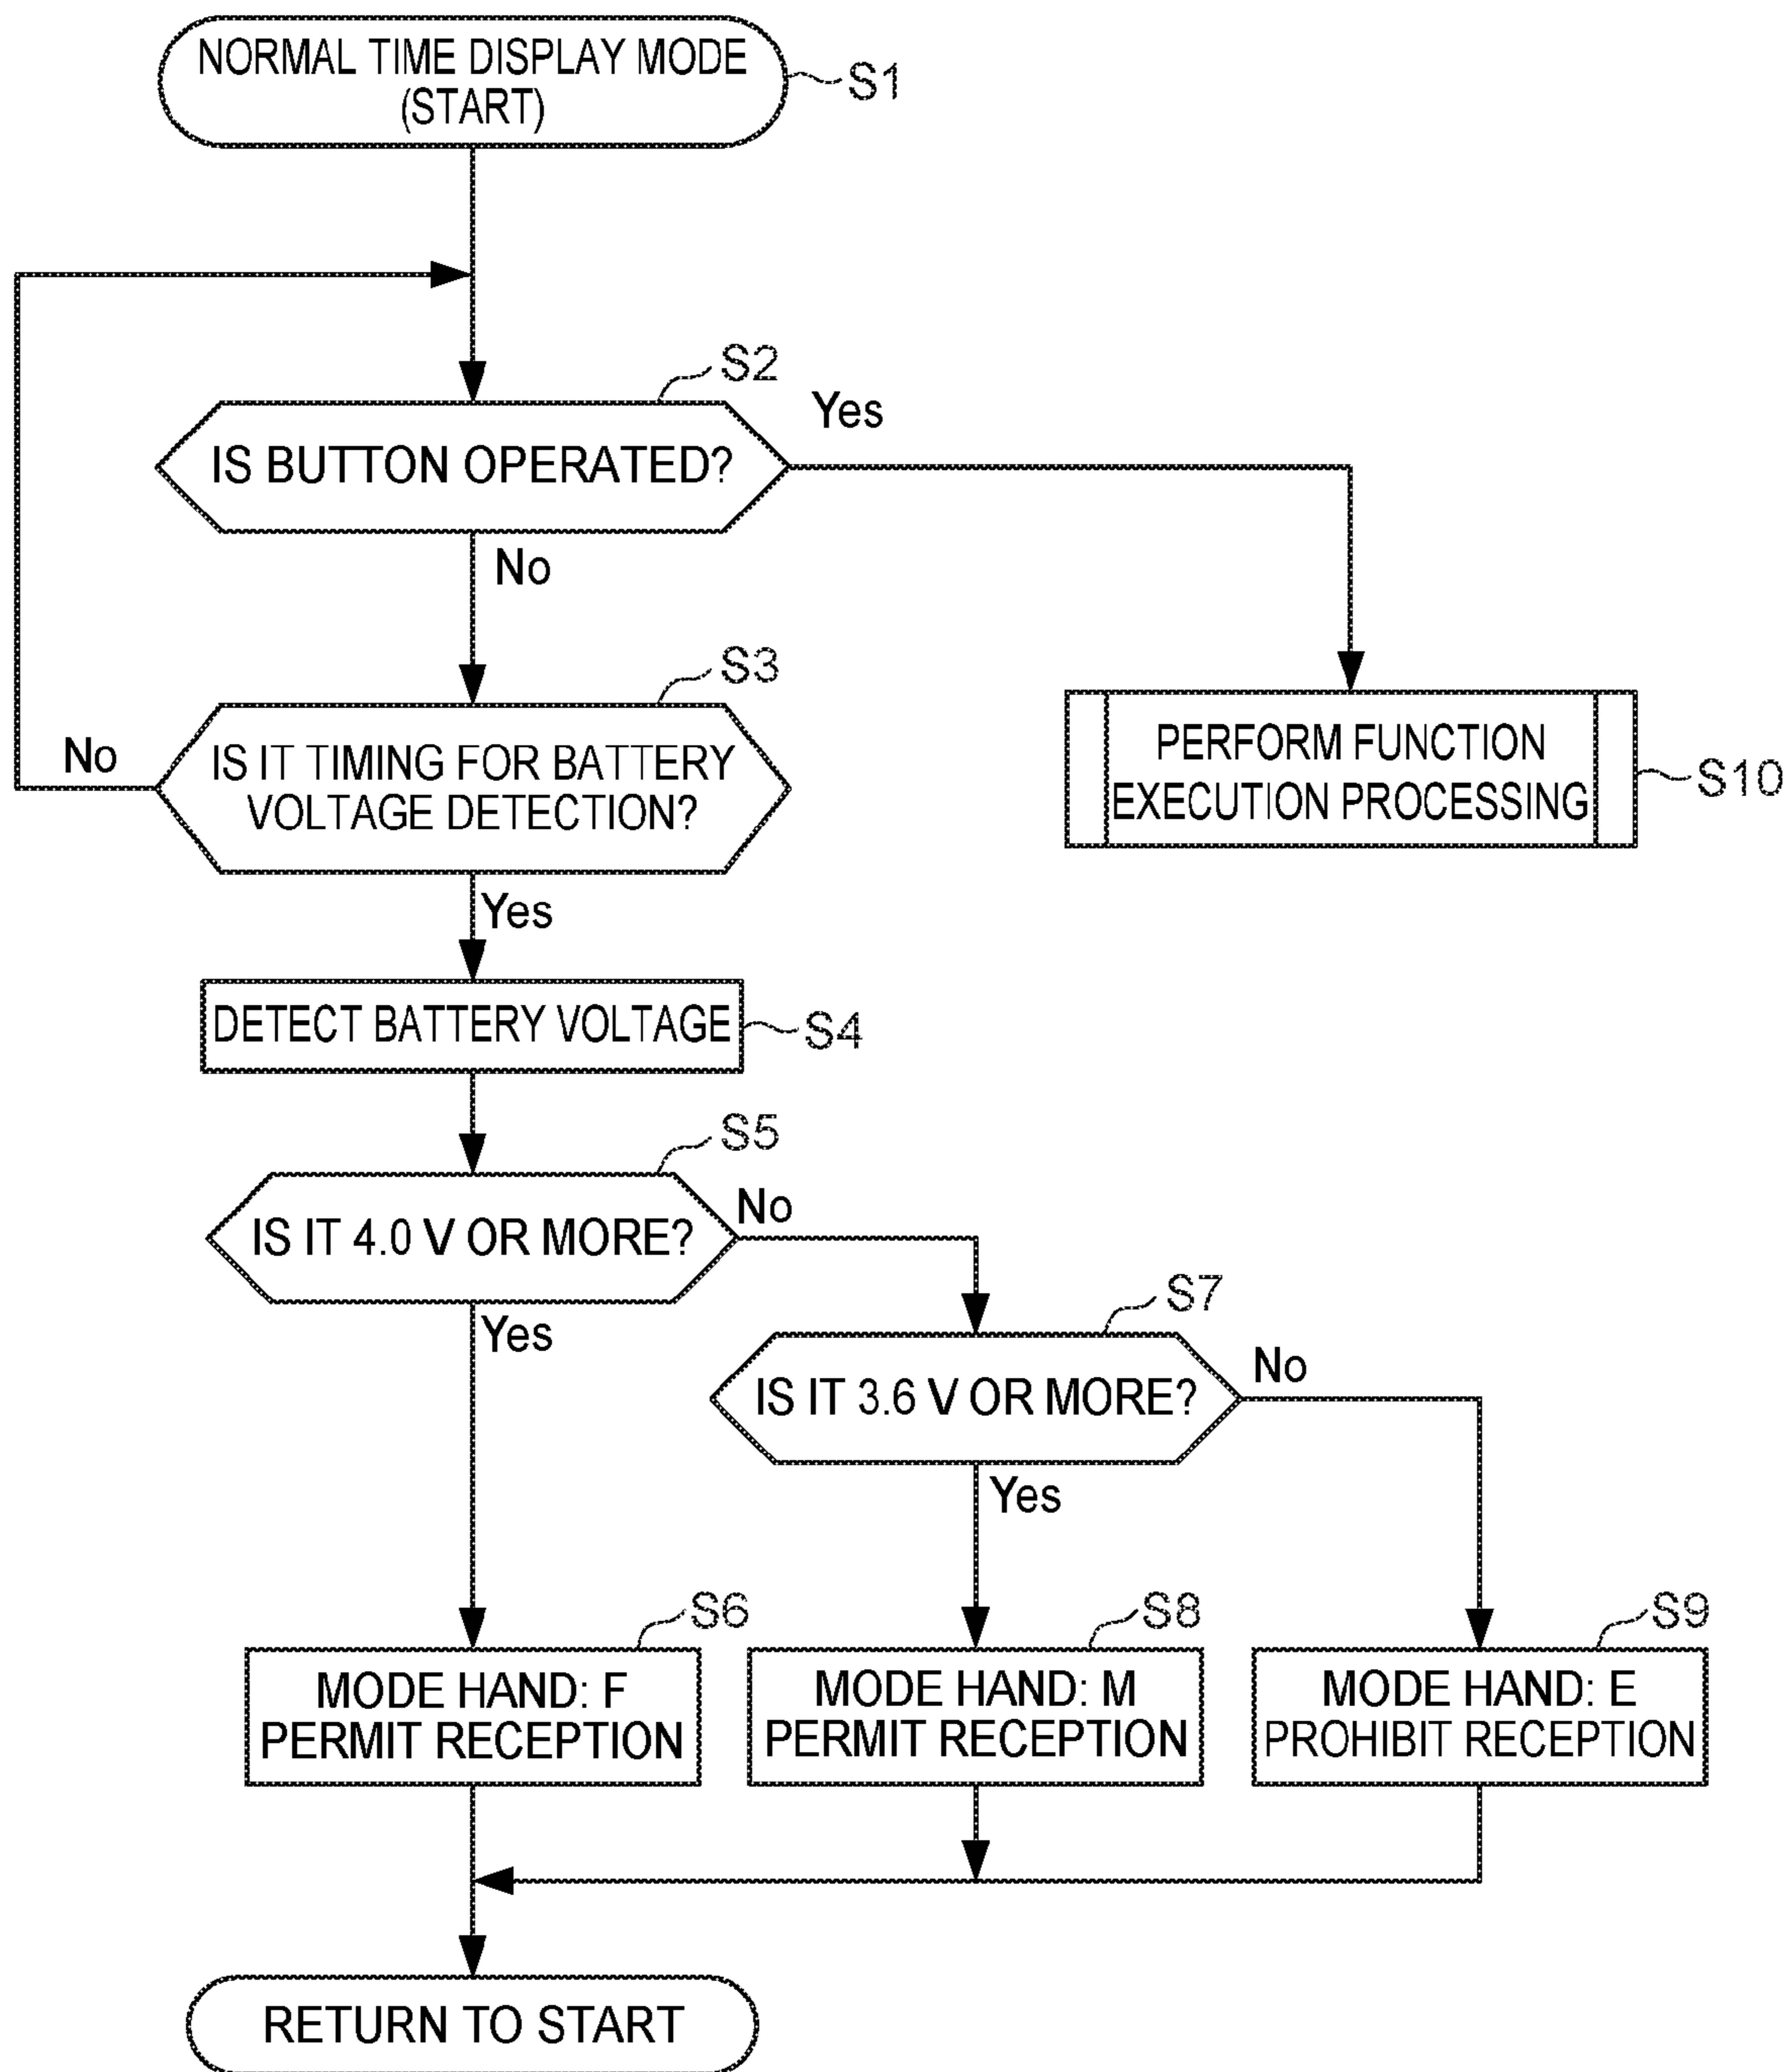 NORMAL TIME DISPLAY MODE
(START)
S1
S2
Yes
IS BUTTON OPERATED?
No
S3
No
IS IT TIMING FOR BATTERY
VOLTAGE DETECTION?
PERFORM FUNCTION
EXECUTION PROCESSING
S10
Yes
DETECT BATTERY VOLTAGE
S4
S5
No
IS IT 4.0 V OR MORE?
Yes
S7
No
IS IT 3.6 V OR MORE?
Yes
S6
MODE HAND: F
PERMIT RECEPTION
S8
MODE HAND: M
PERMIT RECEPTION
S9
MODE HAND: E
PROHIBIT RECEPTION
RETURN TO START